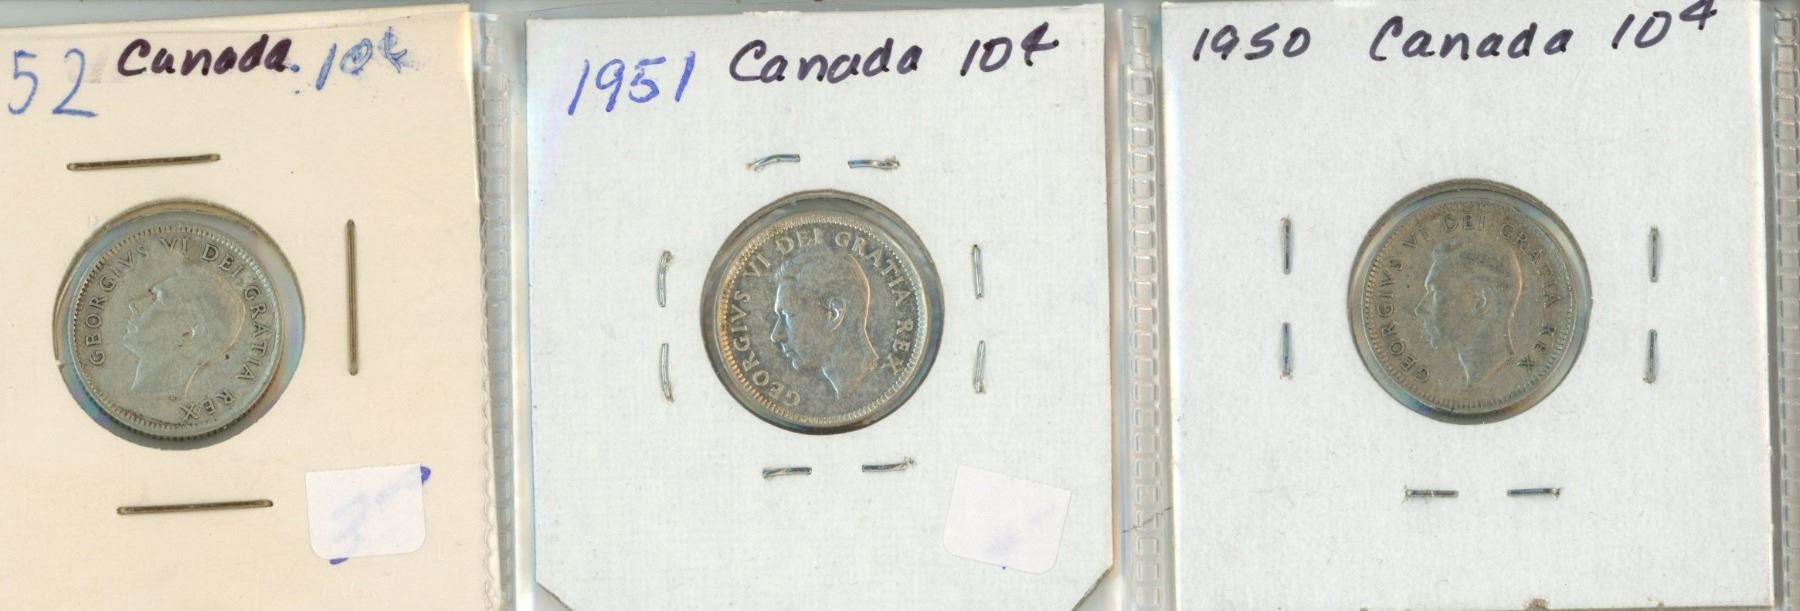 52 Canada. 10¢
GEORGIVS VI DEI GRATIA REX
1951 Canada 10¢
GEORGIVS VI DEI GRATIA REX
1950 Canada 10¢
GEORGIVS VI DEI GRATIA REX